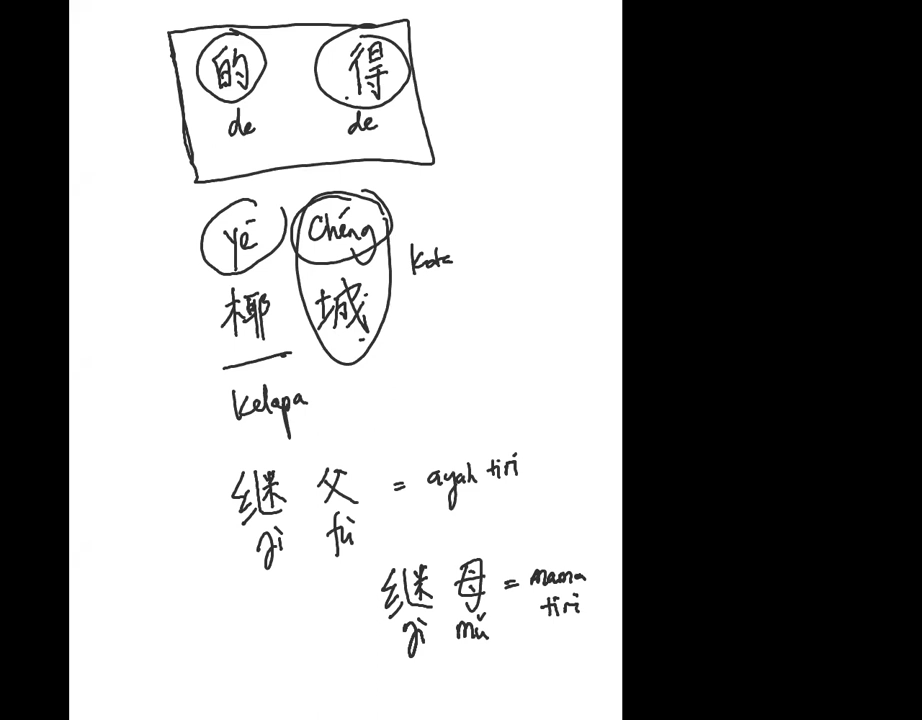 的 得
de de
yē Chéng
Kota
椰 城
Kelapa
继 父 = ayah tiri
jì fù
继 母 = mama
tiri
jì mǔ